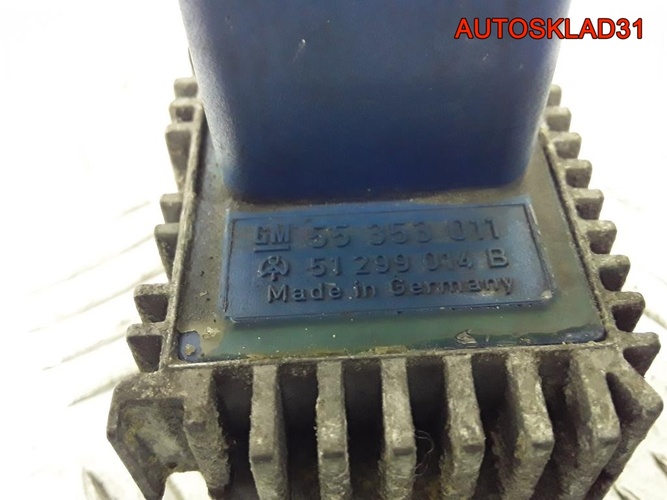 AUTOSKLAD31
GM 55 353 011
51 299 014 B
Made in Germany